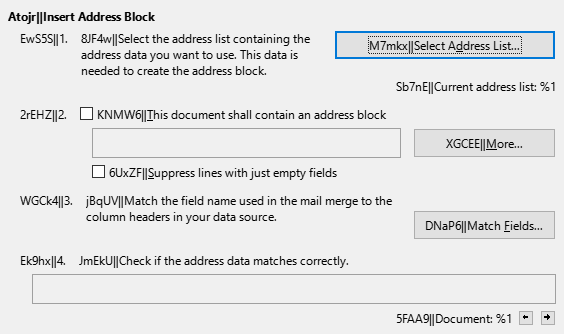 Atojr||Insert Address Block
EwS5S||1. 8JF4w||Select the address list containing the
address data you want to use. This data is
needed to create the address block.
M7mkx||Select Address List...
Sb7nE||Current address list: %1
2rEHZ||2. KNMW6||This document shall contain an address block
XGCEE||More...
6UxZF||Suppress lines with just empty fields
WGCk4||3. jBqUV||Match the field name used in the mail merge to the
column headers in your data source.
DNaP6||Match Fields...
Ek9hx||4. JmEkU||Check if the address data matches correctly.
5FAA9||Document: %1